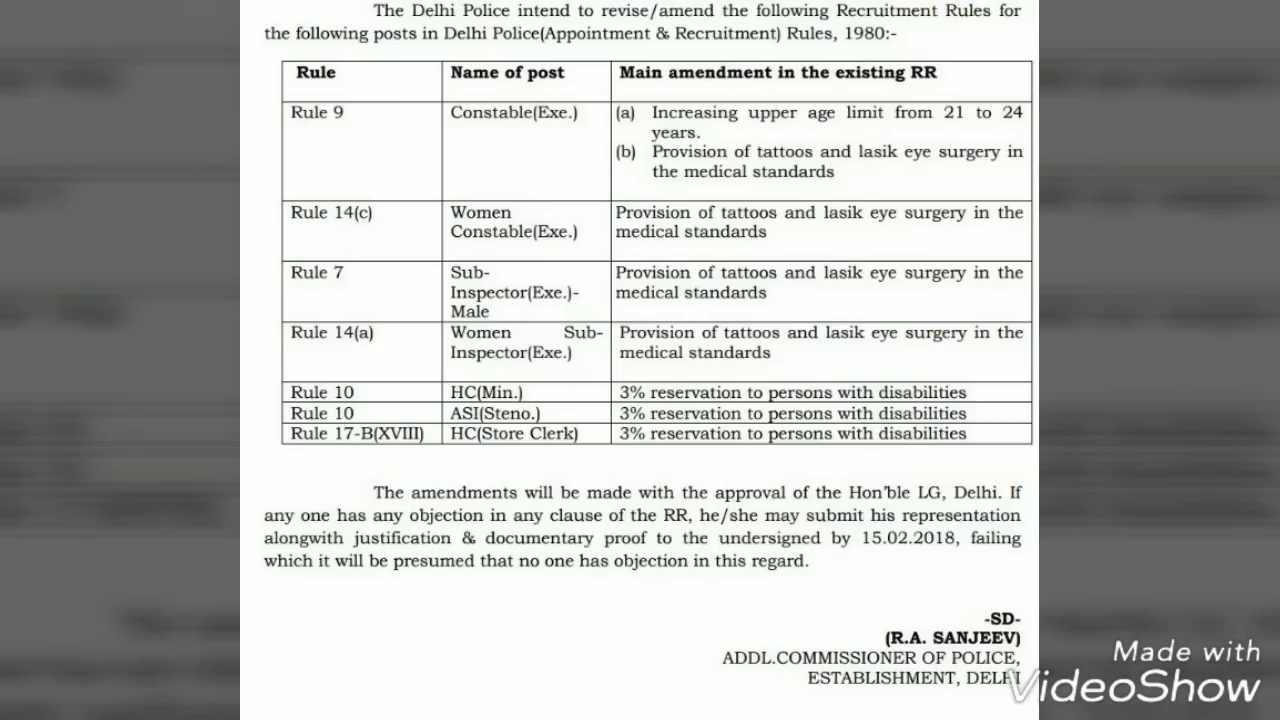 The Delhi Police intend to revise/amend the following Recruitment Rules for
the following posts in Delhi Police(Appointment & Recruitment) Rules, 1980:-
Rule Name of post Main amendment in the existing RR
Rule 9 Constable(Exe.) (a) Increasing upper age limit from 21 to 24
years.
(b) Provision of tattoos and lasik eye surgery in
the medical standards
Rule 14(c) Women Provision of tattoos and lasik eye surgery in the
Constable(Exe.) medical standards
Rule 7 Sub- Provision of tattoos and lasik eye surgery in the
Inspector(Exe.)- medical standards
Male
Rule 14(a) Women Sub- Provision of tattoos and lasik eye surgery in the
Inspector(Exe.) medical standards
Rule 10 HC(Min.) 3% reservation to persons with disabilities
Rule 10 ASI(Steno.) 3% reservation to persons with disabilities
Rule 17-B(XVIII) HC(Store Clerk) 3% reservation to persons with disabilities
The amendments will be made with the approval of the Hon'ble LG, Delhi. If
any one has any objection in any clause of the RR, he/she may submit his representation
alongwith justification & documentary proof to the undersigned by 15.02.2018, failing
which it will be presumed that no one has objection in this regard.
-SD-
(R.A. SANJEEV)
ADDL.COMMISSIONER OF POLICE,
ESTABLISHMENT, DELHI
Made with
VideoShow